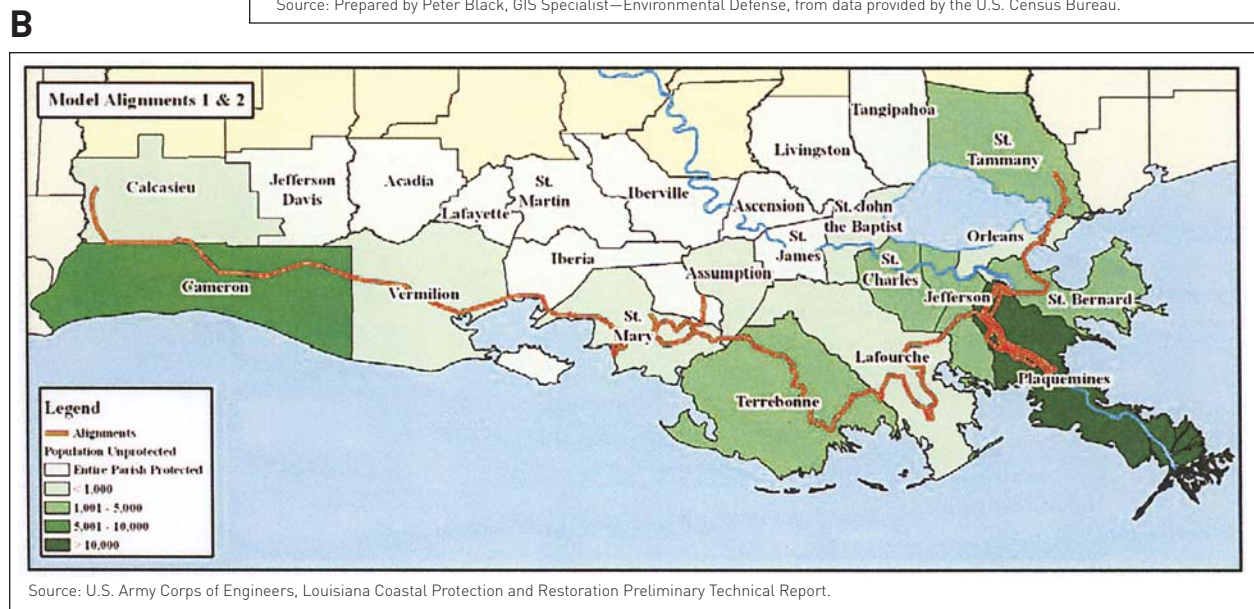 Source: Prepared by Peter Black, GIS Specialist—Environmental Defense, from data provided by the U.S. Census Bureau.
B
Model Alignments 1 & 2
Tangipahoa
St.
Tammany
Livingston
Calcasieu
Jefferson
Davis
Acadia
Lafayette
St.
Martin
Iberville
Ascension
St. John
the Baptist
St.
James
Orleans
Iberia
Assumption
St.
Charles
Cameron
Vermilion
Jefferson
St. Bernard
St.
Mary
Lafourche
Plaquemines
Terrebonne
Legend
Alignments
Population Unprotected
Entire Parish Protected
< 1,000
1,001 - 5,000
5,001 - 10,000
> 10,000
Source: U.S. Army Corps of Engineers, Louisiana Coastal Protection and Restoration Preliminary Technical Report.